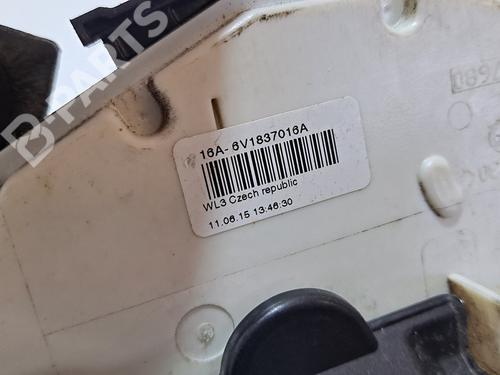 B-PARTS
16A- 6V1837016A
WL3 Czech republic
11.06.15 13:46:30